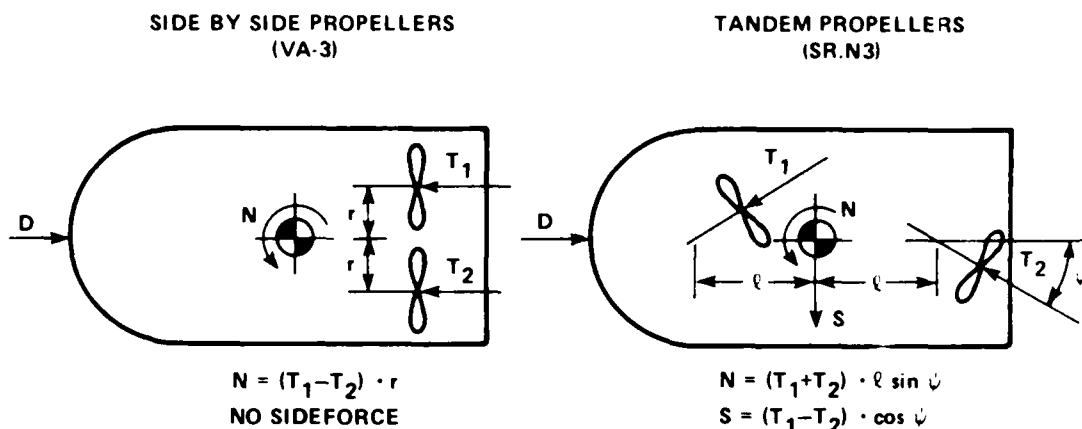 SIDE BY SIDE PROPELLERS
(VA-3)
D
N
r
r
T₁
T₂
N = (T₁−T₂) · r
NO SIDEFORCE
TANDEM PROPELLERS
(SR.N3)
D
T₁
N
ℓ
ℓ
S
T₂
ψ
N = (T₁+T₂) · ℓ sin ψ
S = (T₁−T₂) · cos ψ